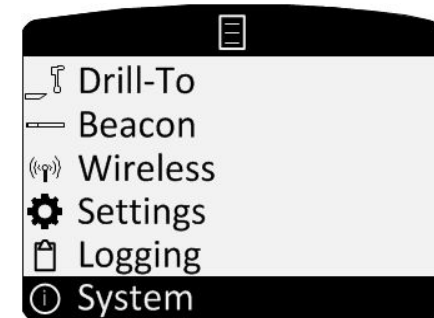 Drill-To
Beacon
Wireless
Settings
Logging
System